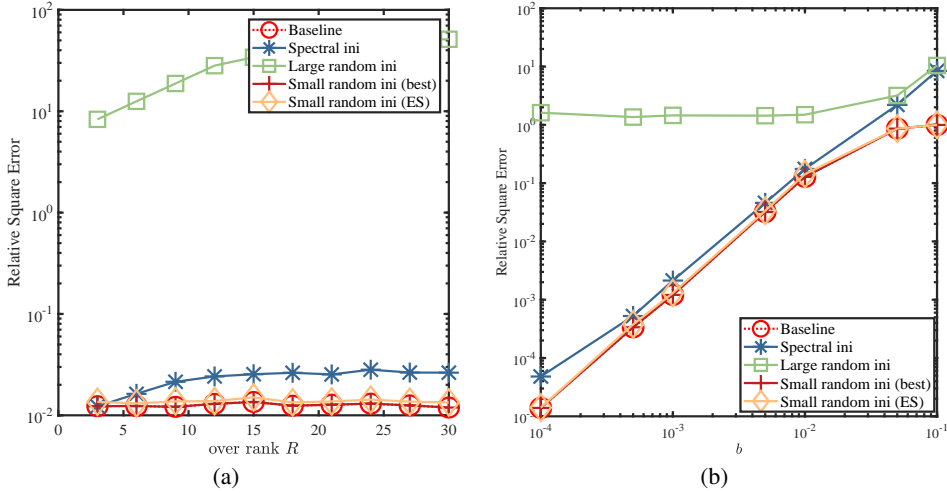 10^2
10^1
10^0
10^-1
10^-2
Relative Square Error
0 5 10 15 20 25 30
over rank R
Baseline
Spectral ini
Large random ini
Small random ini (best)
Small random ini (ES)
(a)
10^2
10^1
10^0
10^-1
10^-2
10^-3
10^-4
10^-5
Relative Square Error
10^-4 10^-3 10^-2 10^-1
b
Baseline
Spectral ini
Large random ini
Small random ini (best)
Small random ini (ES)
(b)